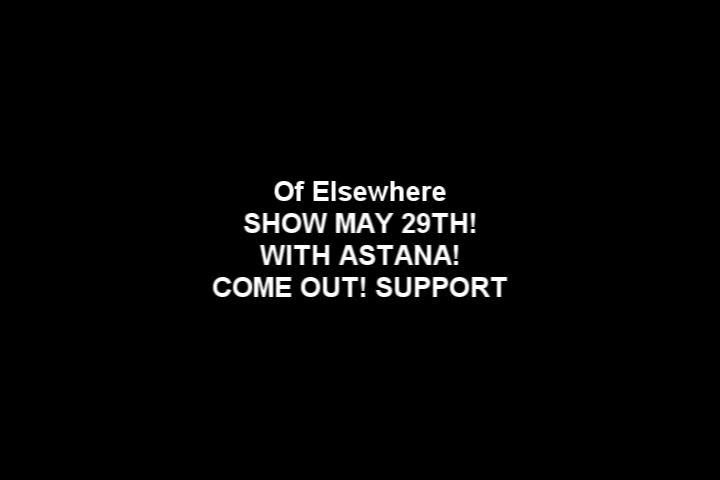 Of Elsewhere
SHOW MAY 29TH!
WITH ASTANA!
COME OUT! SUPPORT